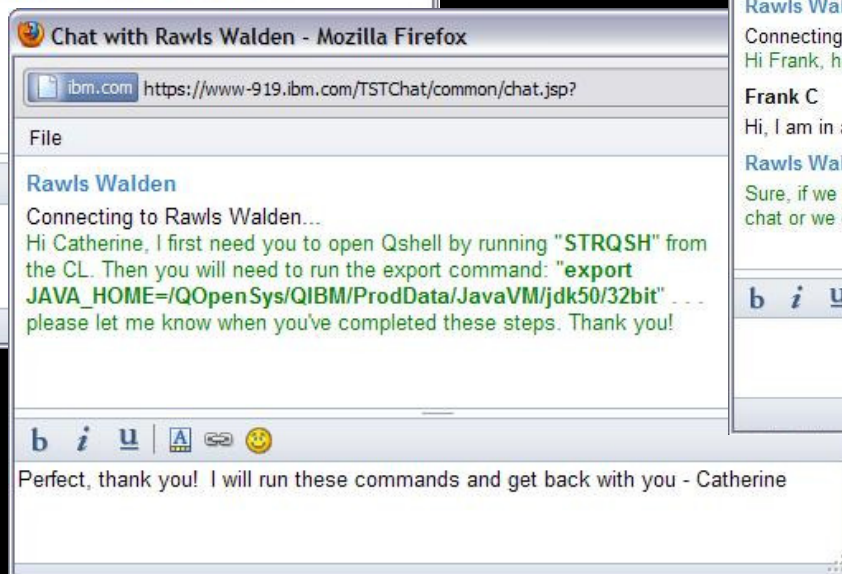 Chat with Rawls Walden - Mozilla Firefox
ibm.com https://www-919.ibm.com/TSTChat/common/chat.jsp?
File
Rawls Walden
Connecting to Rawls Walden...
Hi Catherine, I first need you to open Qshell by running "STRQSH" from
the CL. Then you will need to run the export command: "export
JAVA_HOME=/QOpenSys/QIBM/ProdData/JavaVM/jdk50/32bit" . . .
please let me know when you've completed these steps. Thank you!
b i u A
Perfect, thank you! I will run these commands and get back with you - Catherine
Rawls
Connecting
Hi Frank,
Frank C
Hi, I am in
Rawls
Sure, if we
chat or we
b i u